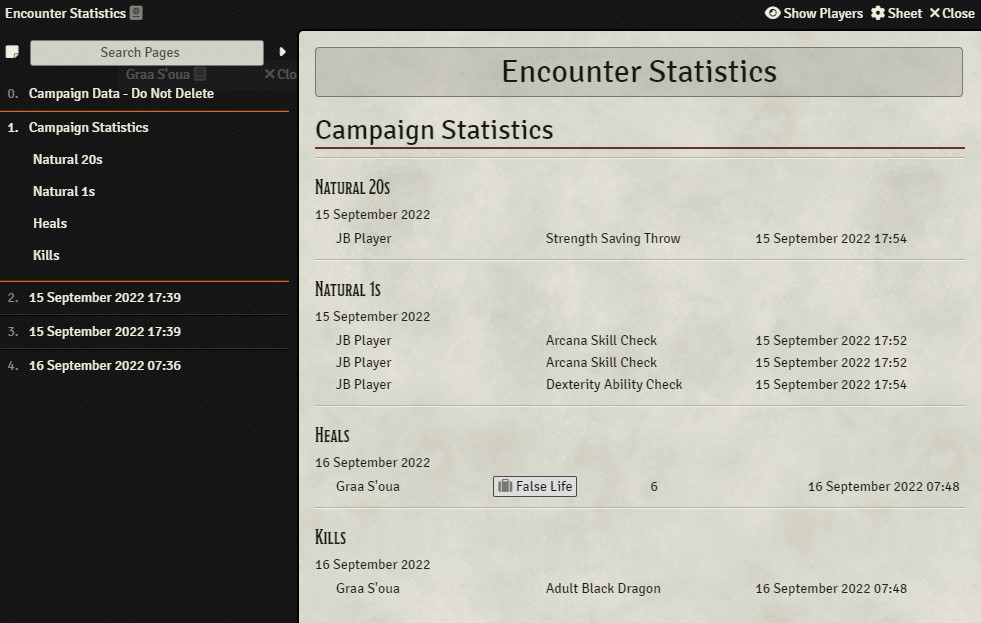 Encounter Statistics
Show Players Sheet Close
Search Pages
Graa S'oua Clo
0. Campaign Data - Do Not Delete
1. Campaign Statistics
Natural 20s
Natural 1s
Heals
Kills
2. 15 September 2022 17:39
3. 15 September 2022 17:39
4. 16 September 2022 07:36
Encounter Statistics
Campaign Statistics
Natural 20s
15 September 2022
JB Player Strength Saving Throw 15 September 2022 17:54
Natural 1s
15 September 2022
JB Player Arcana Skill Check 15 September 2022 17:52
JB Player Arcana Skill Check 15 September 2022 17:52
JB Player Dexterity Ability Check 15 September 2022 17:54
Heals
16 September 2022
Graa S'oua False Life 6 16 September 2022 07:48
Kills
16 September 2022
Graa S'oua Adult Black Dragon 16 September 2022 07:48